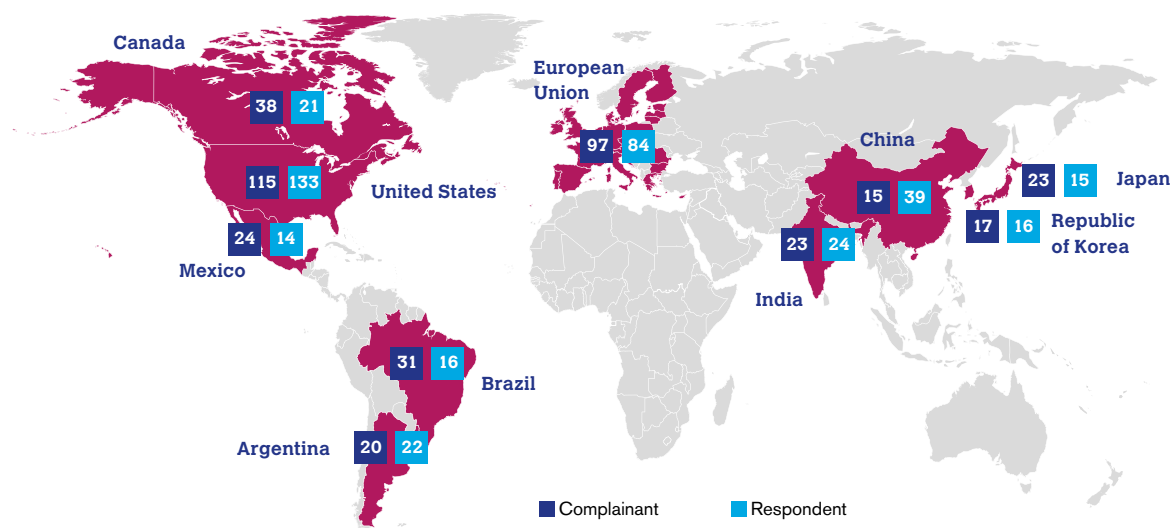 Canada
38 21
European
Union
97 84
China
15 39
115 133
United States
23 15 Japan
17 16 Republic
of Korea
24 14
Mexico
23 24
India
31 16
Brazil
Argentina 20 22
Complainant Respondent